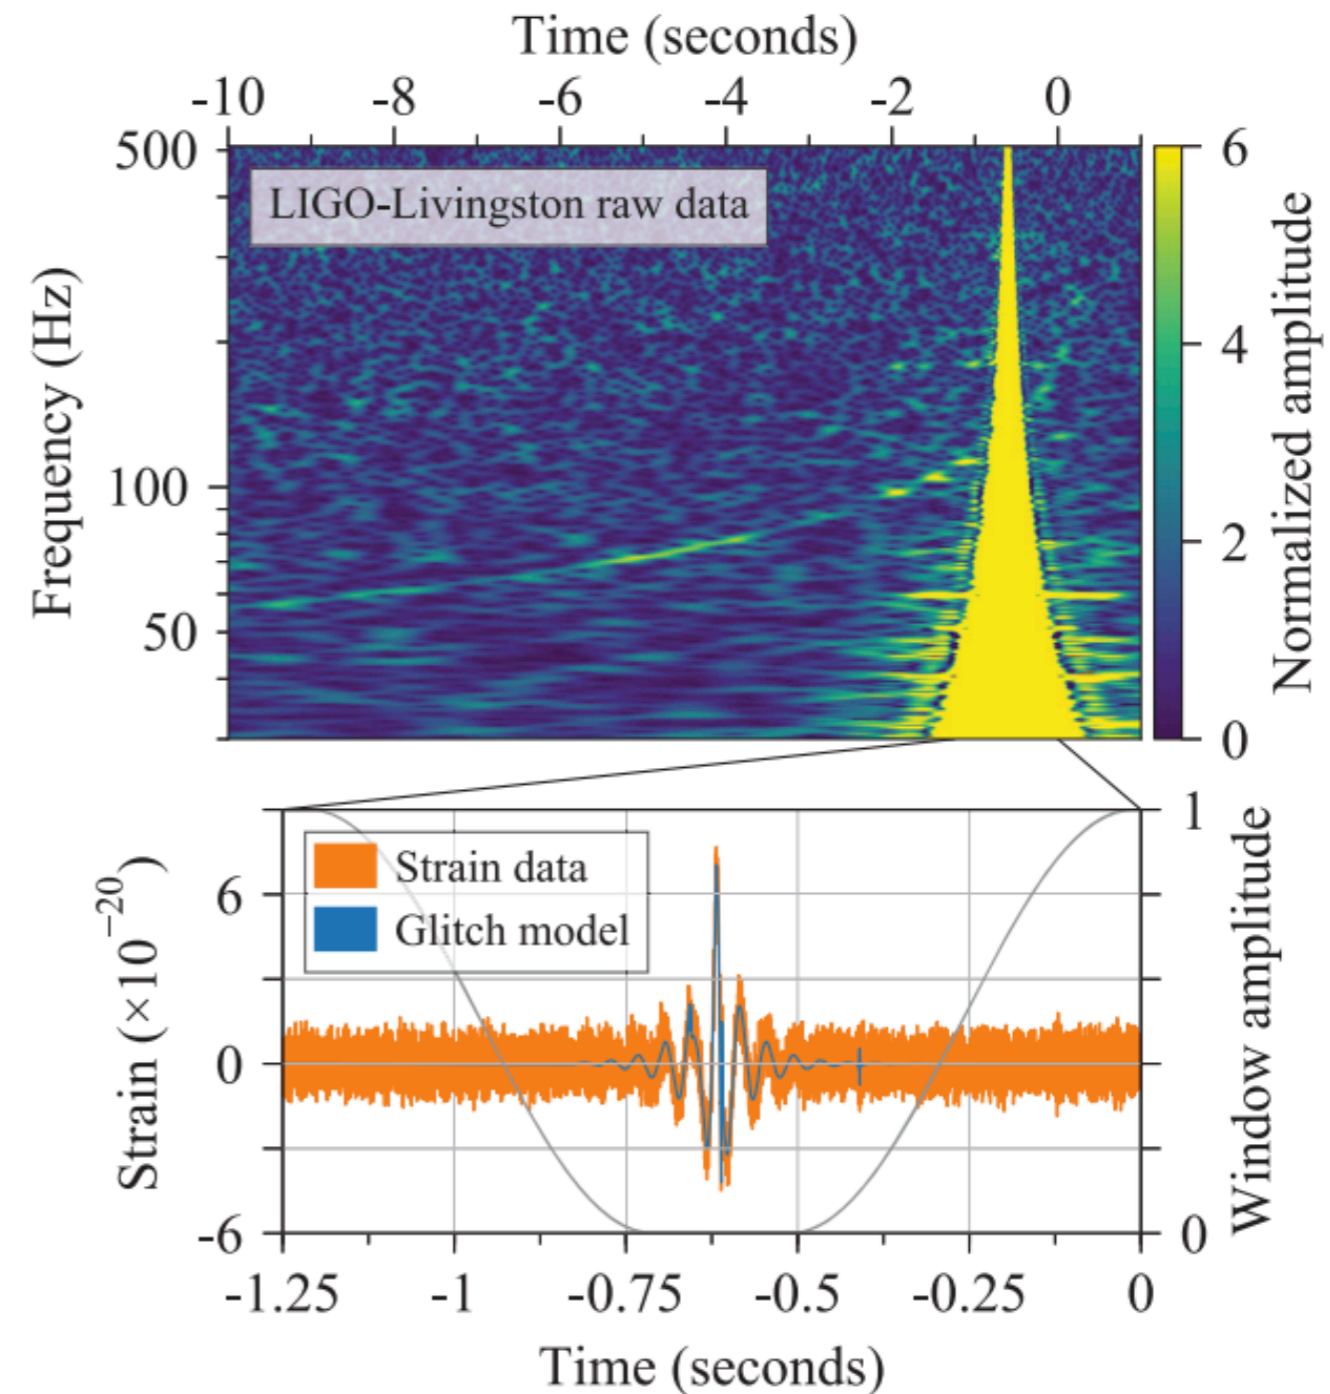 Time (seconds)
-10 -8 -6 -4 -2 0
500
100
50
Frequency (Hz)
LIGO-Livingston raw data
6
4
2
0
Normalized amplitude
Strain data
Glitch model
6
0
-6
Strain (×10⁻²⁰)
1
0
Window amplitude
-1.25 -1 -0.75 -0.5 -0.25 0
Time (seconds)